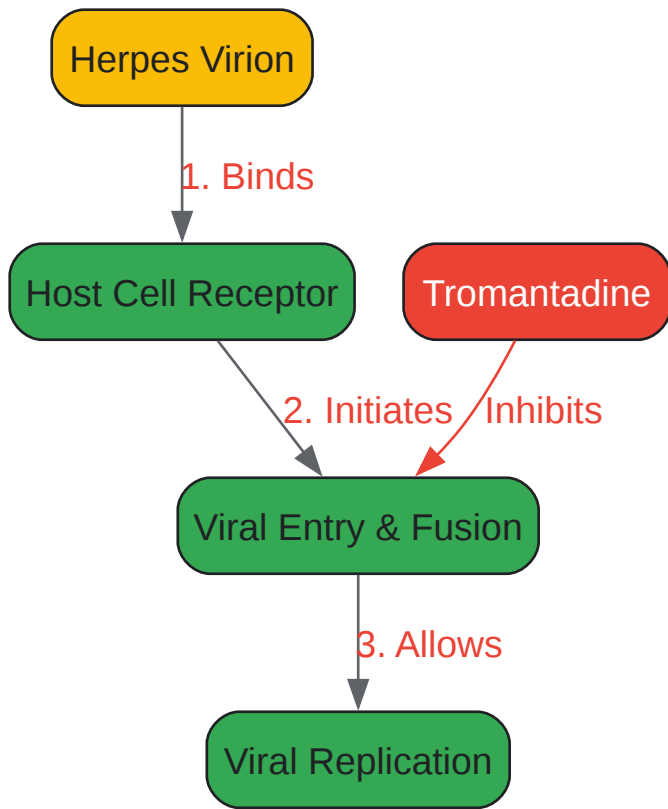 Herpes Virion
1. Binds
Host Cell Receptor
Tromantadine
2. Initiates
Inhibits
Viral Entry & Fusion
3. Allows
Viral Replication